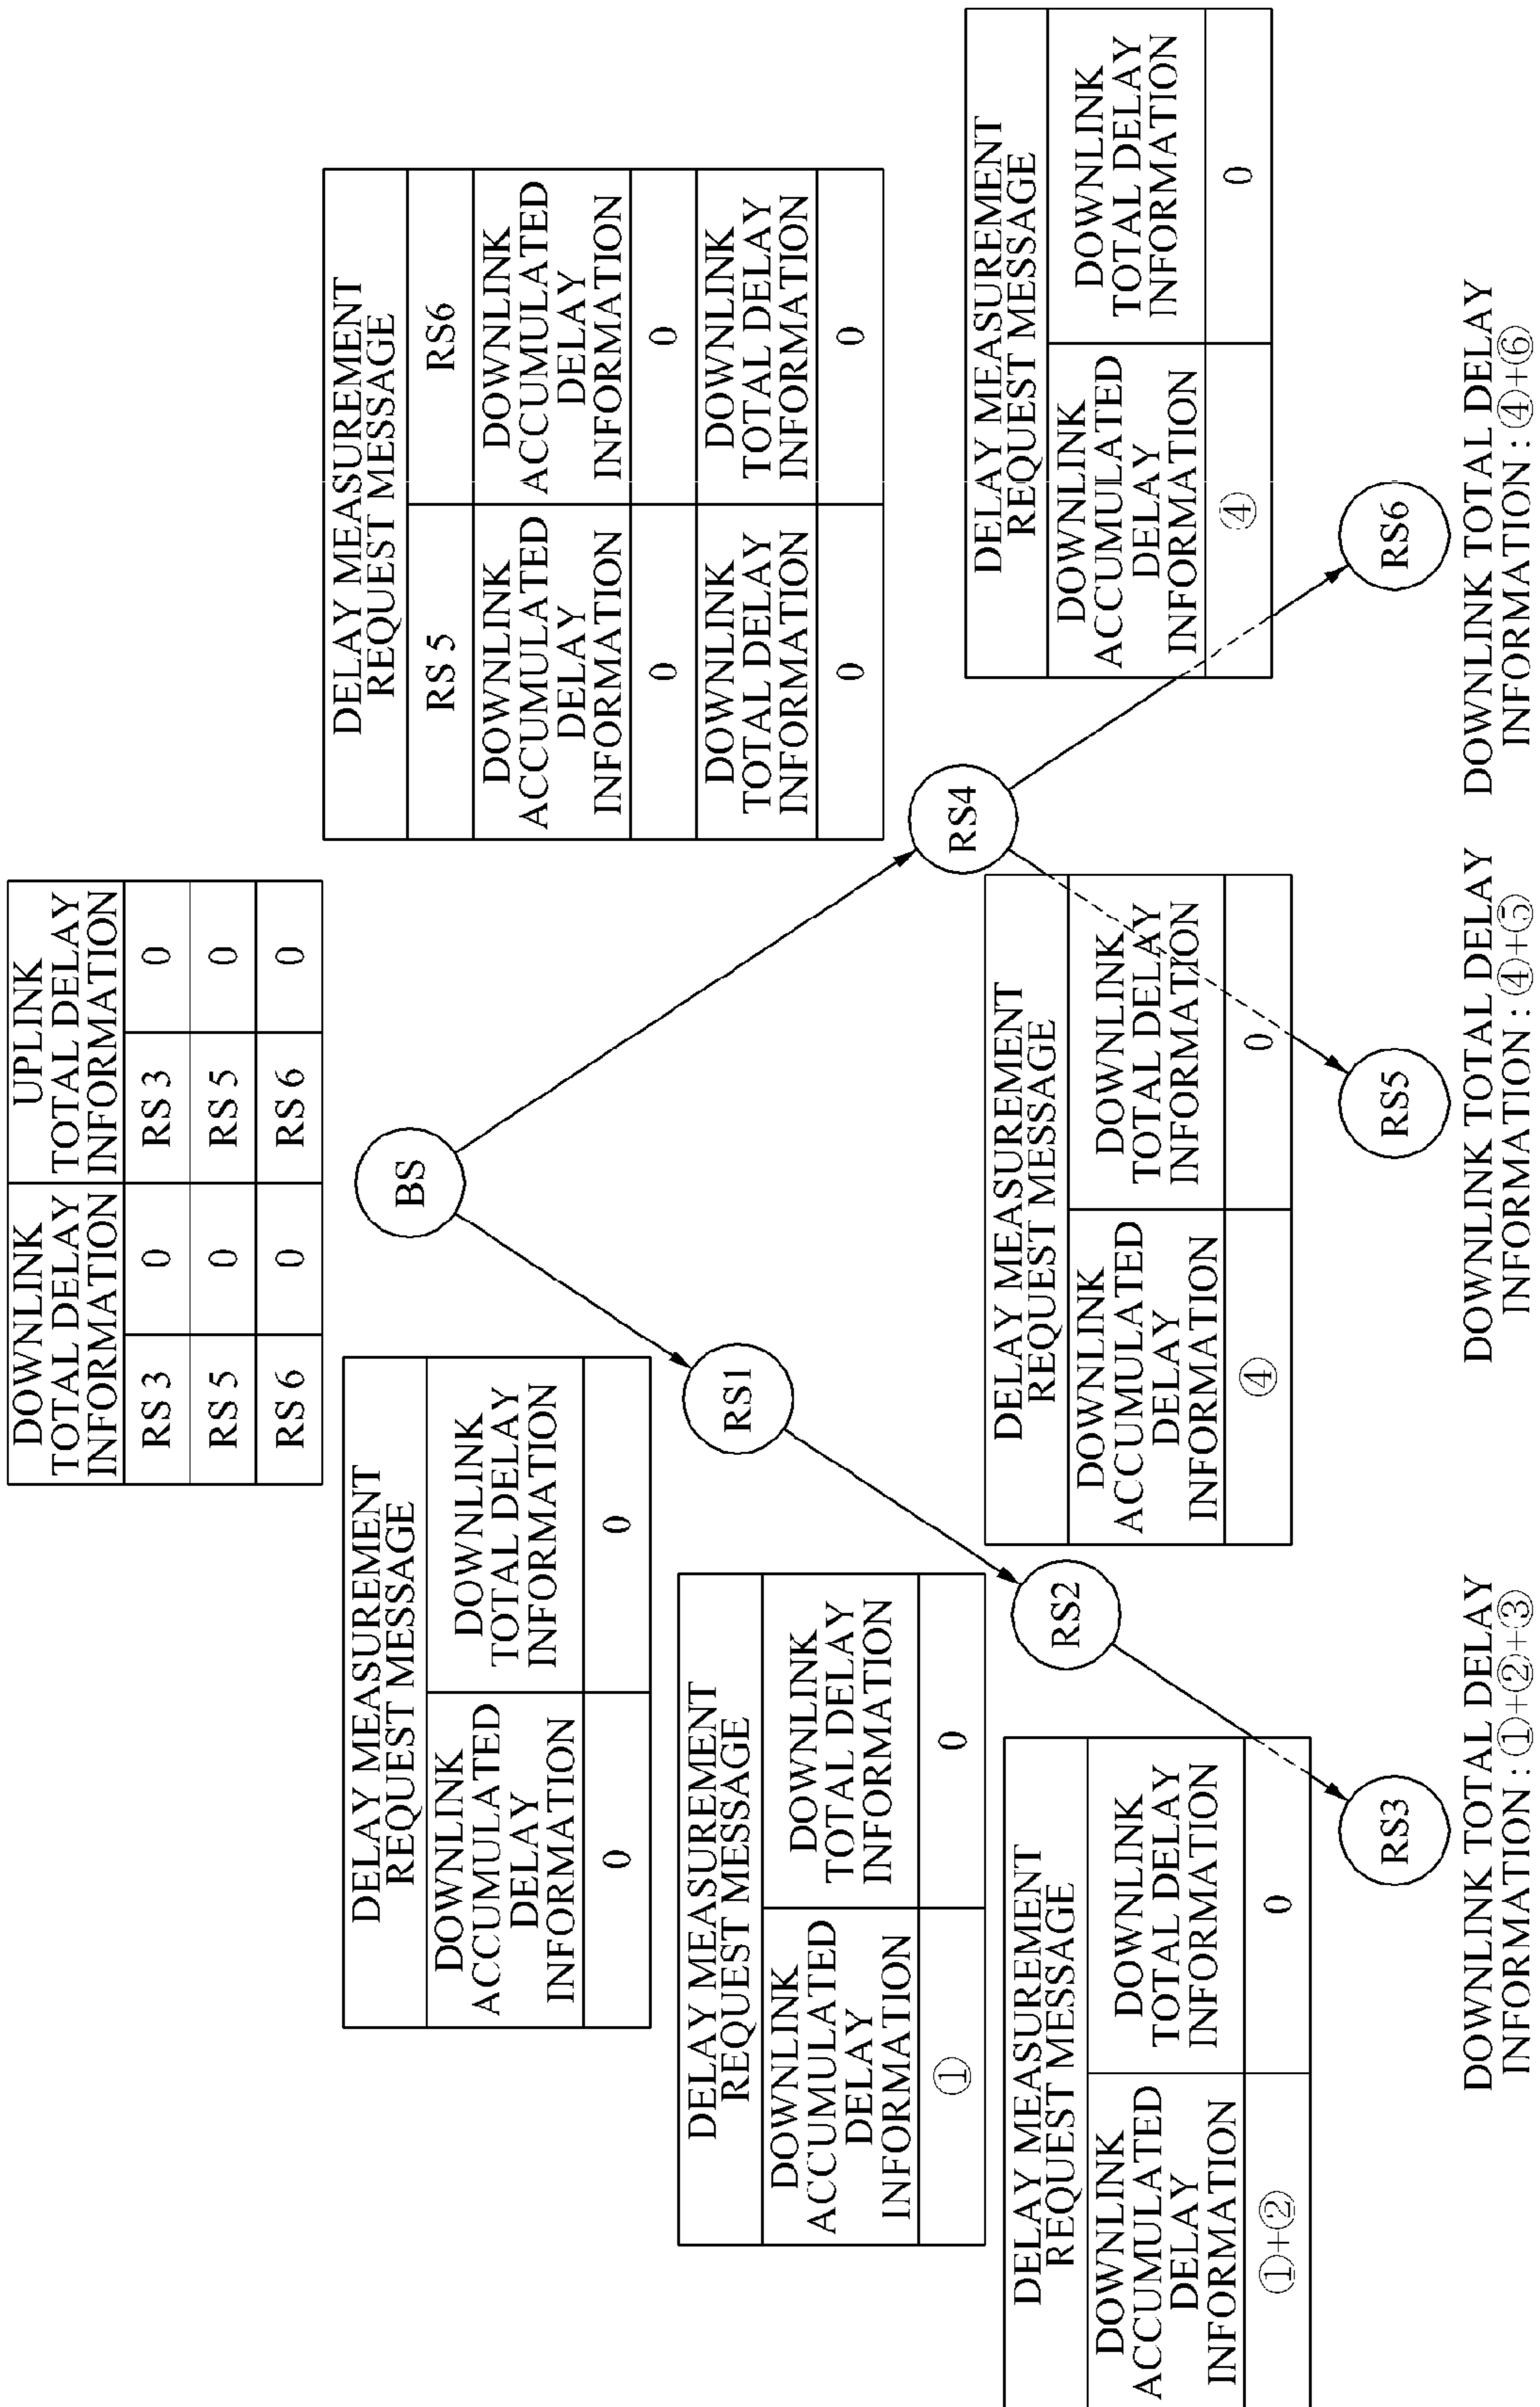 DOWNLINK
TOTAL DELAY
INFORMATION
UPLINK
TOTAL DELAY
INFORMATION
RS 3 0 RS 3 0
RS 5 0 RS 5 0
RS 6 0 RS 6 0
BS
DELAY MEASUREMENT
REQUEST MESSAGE
DOWNLINK
ACCUMULATED
DELAY
INFORMATION
DOWNLINK
TOTAL DELAY
INFORMATION
0 0
DELAY MEASUREMENT
REQUEST MESSAGE
RS 5 RS6
DOWNLINK
ACCUMULATED
DELAY
INFORMATION
DOWNLINK
ACCUMULATED
DELAY
INFORMATION
0 0
DOWNLINK
TOTAL DELAY
INFORMATION
DOWNLINK
TOTAL DELAY
INFORMATION
0 0
RS1
DELAY MEASUREMENT
REQUEST MESSAGE
DOWNLINK
ACCUMULATED
DELAY
INFORMATION
DOWNLINK
TOTAL DELAY
INFORMATION
① 0
RS4
RS2
DELAY MEASUREMENT
REQUEST MESSAGE
DOWNLINK
ACCUMULATED
DELAY
INFORMATION
DOWNLINK
TOTAL DELAY
INFORMATION
①+② 0
DELAY MEASUREMENT
REQUEST MESSAGE
DOWNLINK
ACCUMULATED
DELAY
INFORMATION
DOWNLINK
TOTAL DELAY
INFORMATION
④ 0
DELAY MEASUREMENT
REQUEST MESSAGE
DOWNLINK
ACCUMULATED
DELAY
INFORMATION
DOWNLINK
TOTAL DELAY
INFORMATION
④ 0
RS3
RS5
RS6
DOWNLINK TOTAL DELAY
INFORMATION : ①+②+③
DOWNLINK TOTAL DELAY
INFORMATION : ④+⑤
DOWNLINK TOTAL DELAY
INFORMATION : ④+⑥